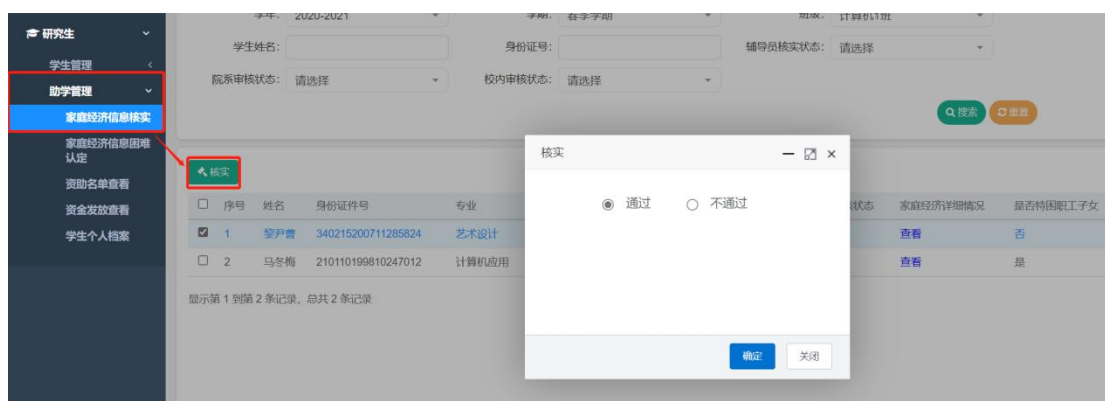 学年: 2020-2021 学期: 春季学期 班级: 计算机1班
研究生
学生姓名: 身份证号: 辅导员核实状态: 请选择
学生管理
院系审核状态: 请选择 校内审核状态: 请选择
助学管理
搜索 重置
家庭经济信息核实
家庭经济信息困难
认定
核实
资助名单查看
资金发放查看
学生个人档案
序号 姓名 身份证件号 专业 状态 家庭经济详细情况 是否特困职工子女
1 黎尹曹 340215200711285824 艺术设计 查看 否
2 马冬梅 210110199810247012 计算机应用 查看 是
显示第 1 到第 2 条记录，总共 2 条记录
核实
通过 不通过
确定 关闭